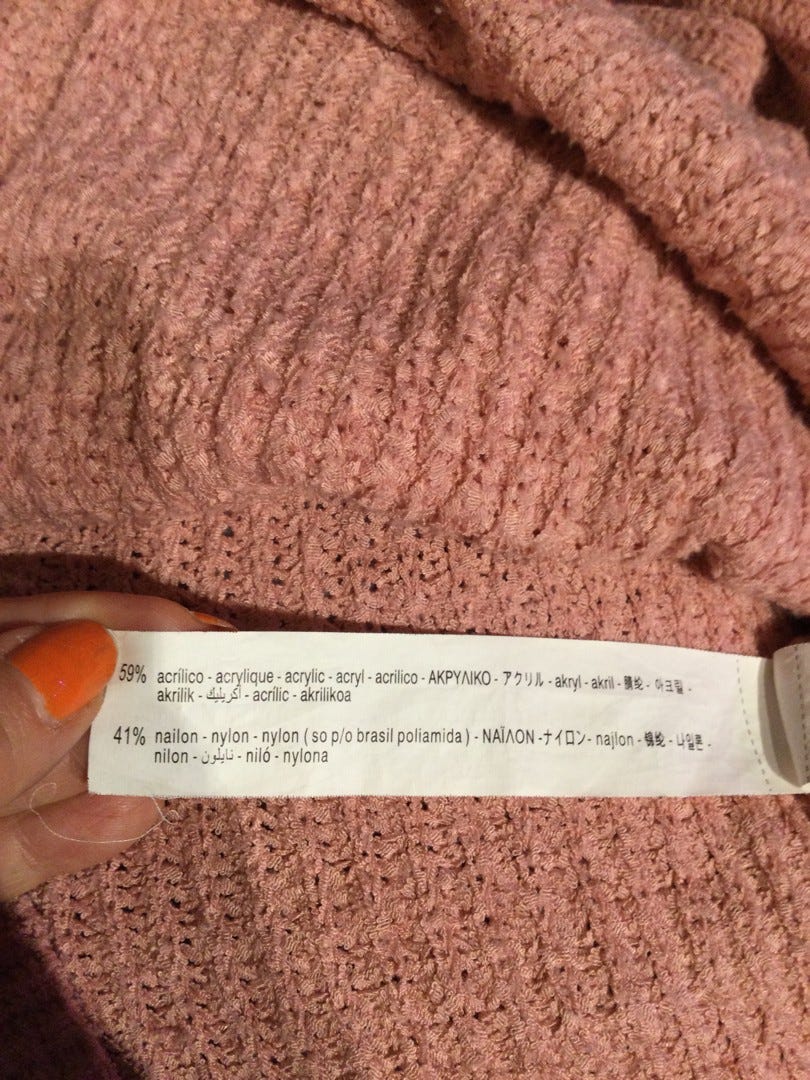 59% acrílico - acrylique - acrylic - acryl - acrilico - ΑΚΡΥΛΙΚΟ - アクリル - akryl - akril - 腈纶 - 아크릴 -
akrilik - أكريليك - acrílic - akrilikoa
41% nailon - nylon - nylon ( so p/o brasil poliamida ) - ΝΑΪΛΟΝ -ナイロン- najlon - 锦纶 - 나일론 -
nilon - نايلون - niló - nylona